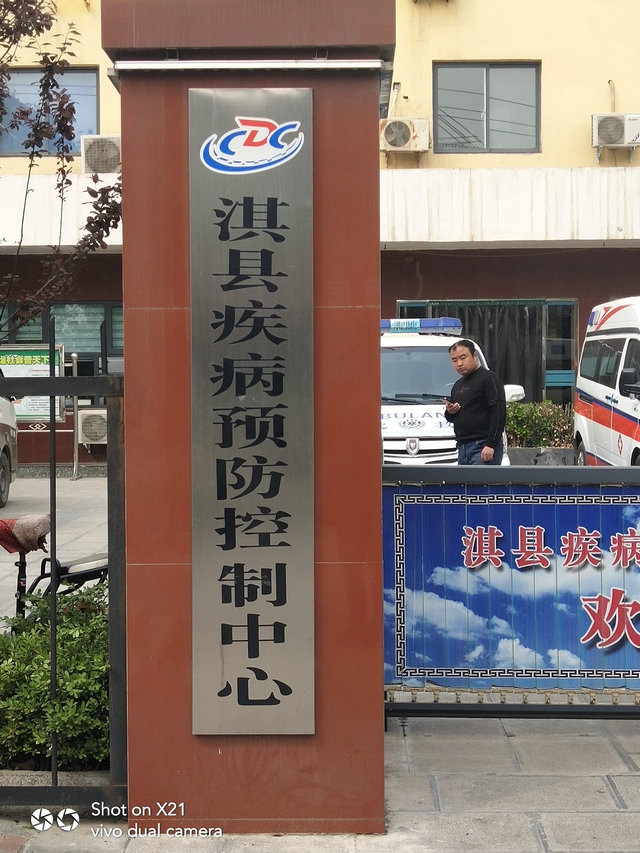 CDC
淇县疾病预防控制中心
AMBULAN
淇县疾病
欢
Shot on X21
vivo dual camera